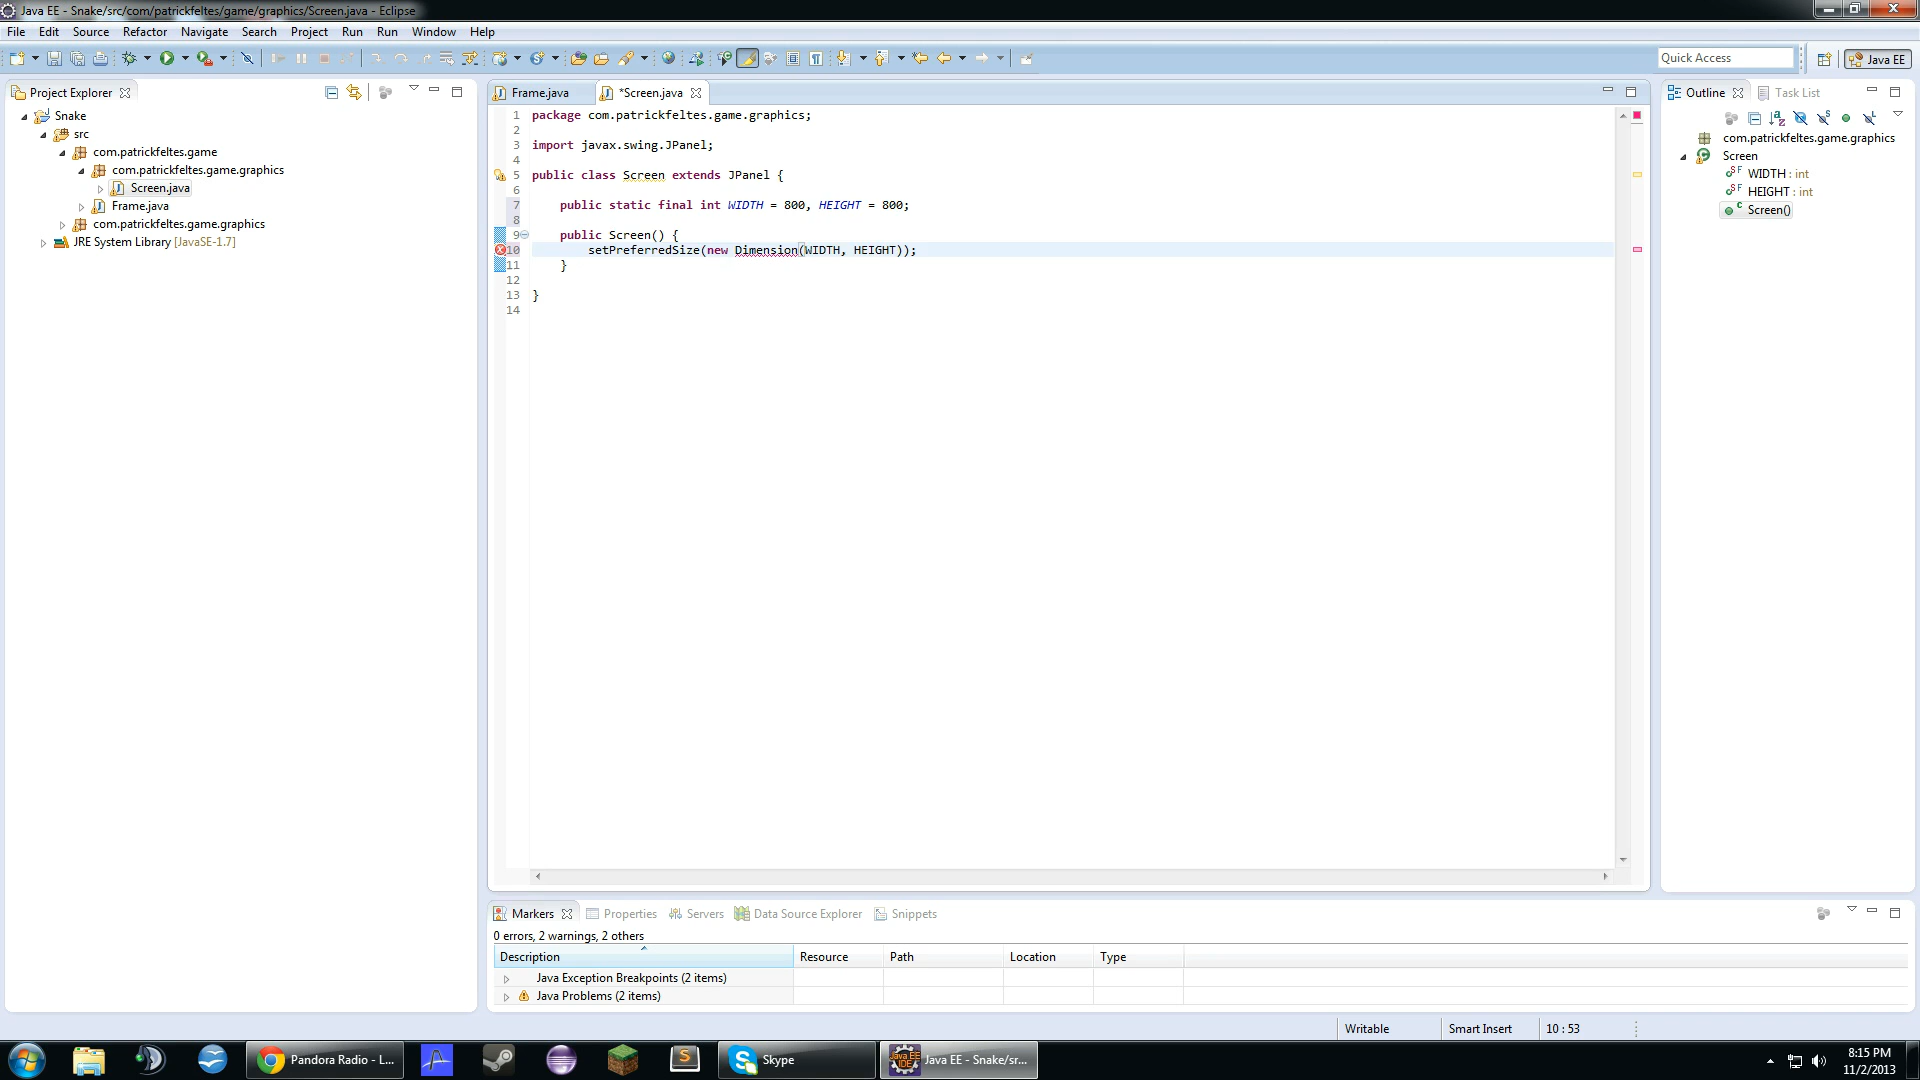 Java EE - Snake/src/com/patrickfeltes/game/graphics/Screen.java - Eclipse
File Edit Source Refactor Navigate Search Project Run Run Window Help
Quick Access
Java EE
Project Explorer
Snake
src
com.patrickfeltes.game
com.patrickfeltes.game.graphics
Screen.java
Frame.java
com.patrickfeltes.game.graphics
JRE System Library [JavaSE-1.7]
Frame.java *Screen.java
1 package com.patrickfeltes.game.graphics;
2
3 import javax.swing.JPanel;
4
5 public class Screen extends JPanel {
6
7 public static final int WIDTH = 800, HEIGHT = 800;
8
9 public Screen() {
10 setPreferredSize(new Dimension(WIDTH, HEIGHT));
11 }
12
13 }
14
Outline Task List
com.patrickfeltes.game.graphics
Screen
WIDTH : int
HEIGHT : int
Screen()
Markers Properties Servers Data Source Explorer Snippets
0 errors, 2 warnings, 2 others
Description Resource Path Location Type
Java Exception Breakpoints (2 items)
Java Problems (2 items)
Writable Smart Insert 10 : 53
Pandora Radio - L... Skype Java EE - Snake/sr...
8:15 PM
11/2/2013